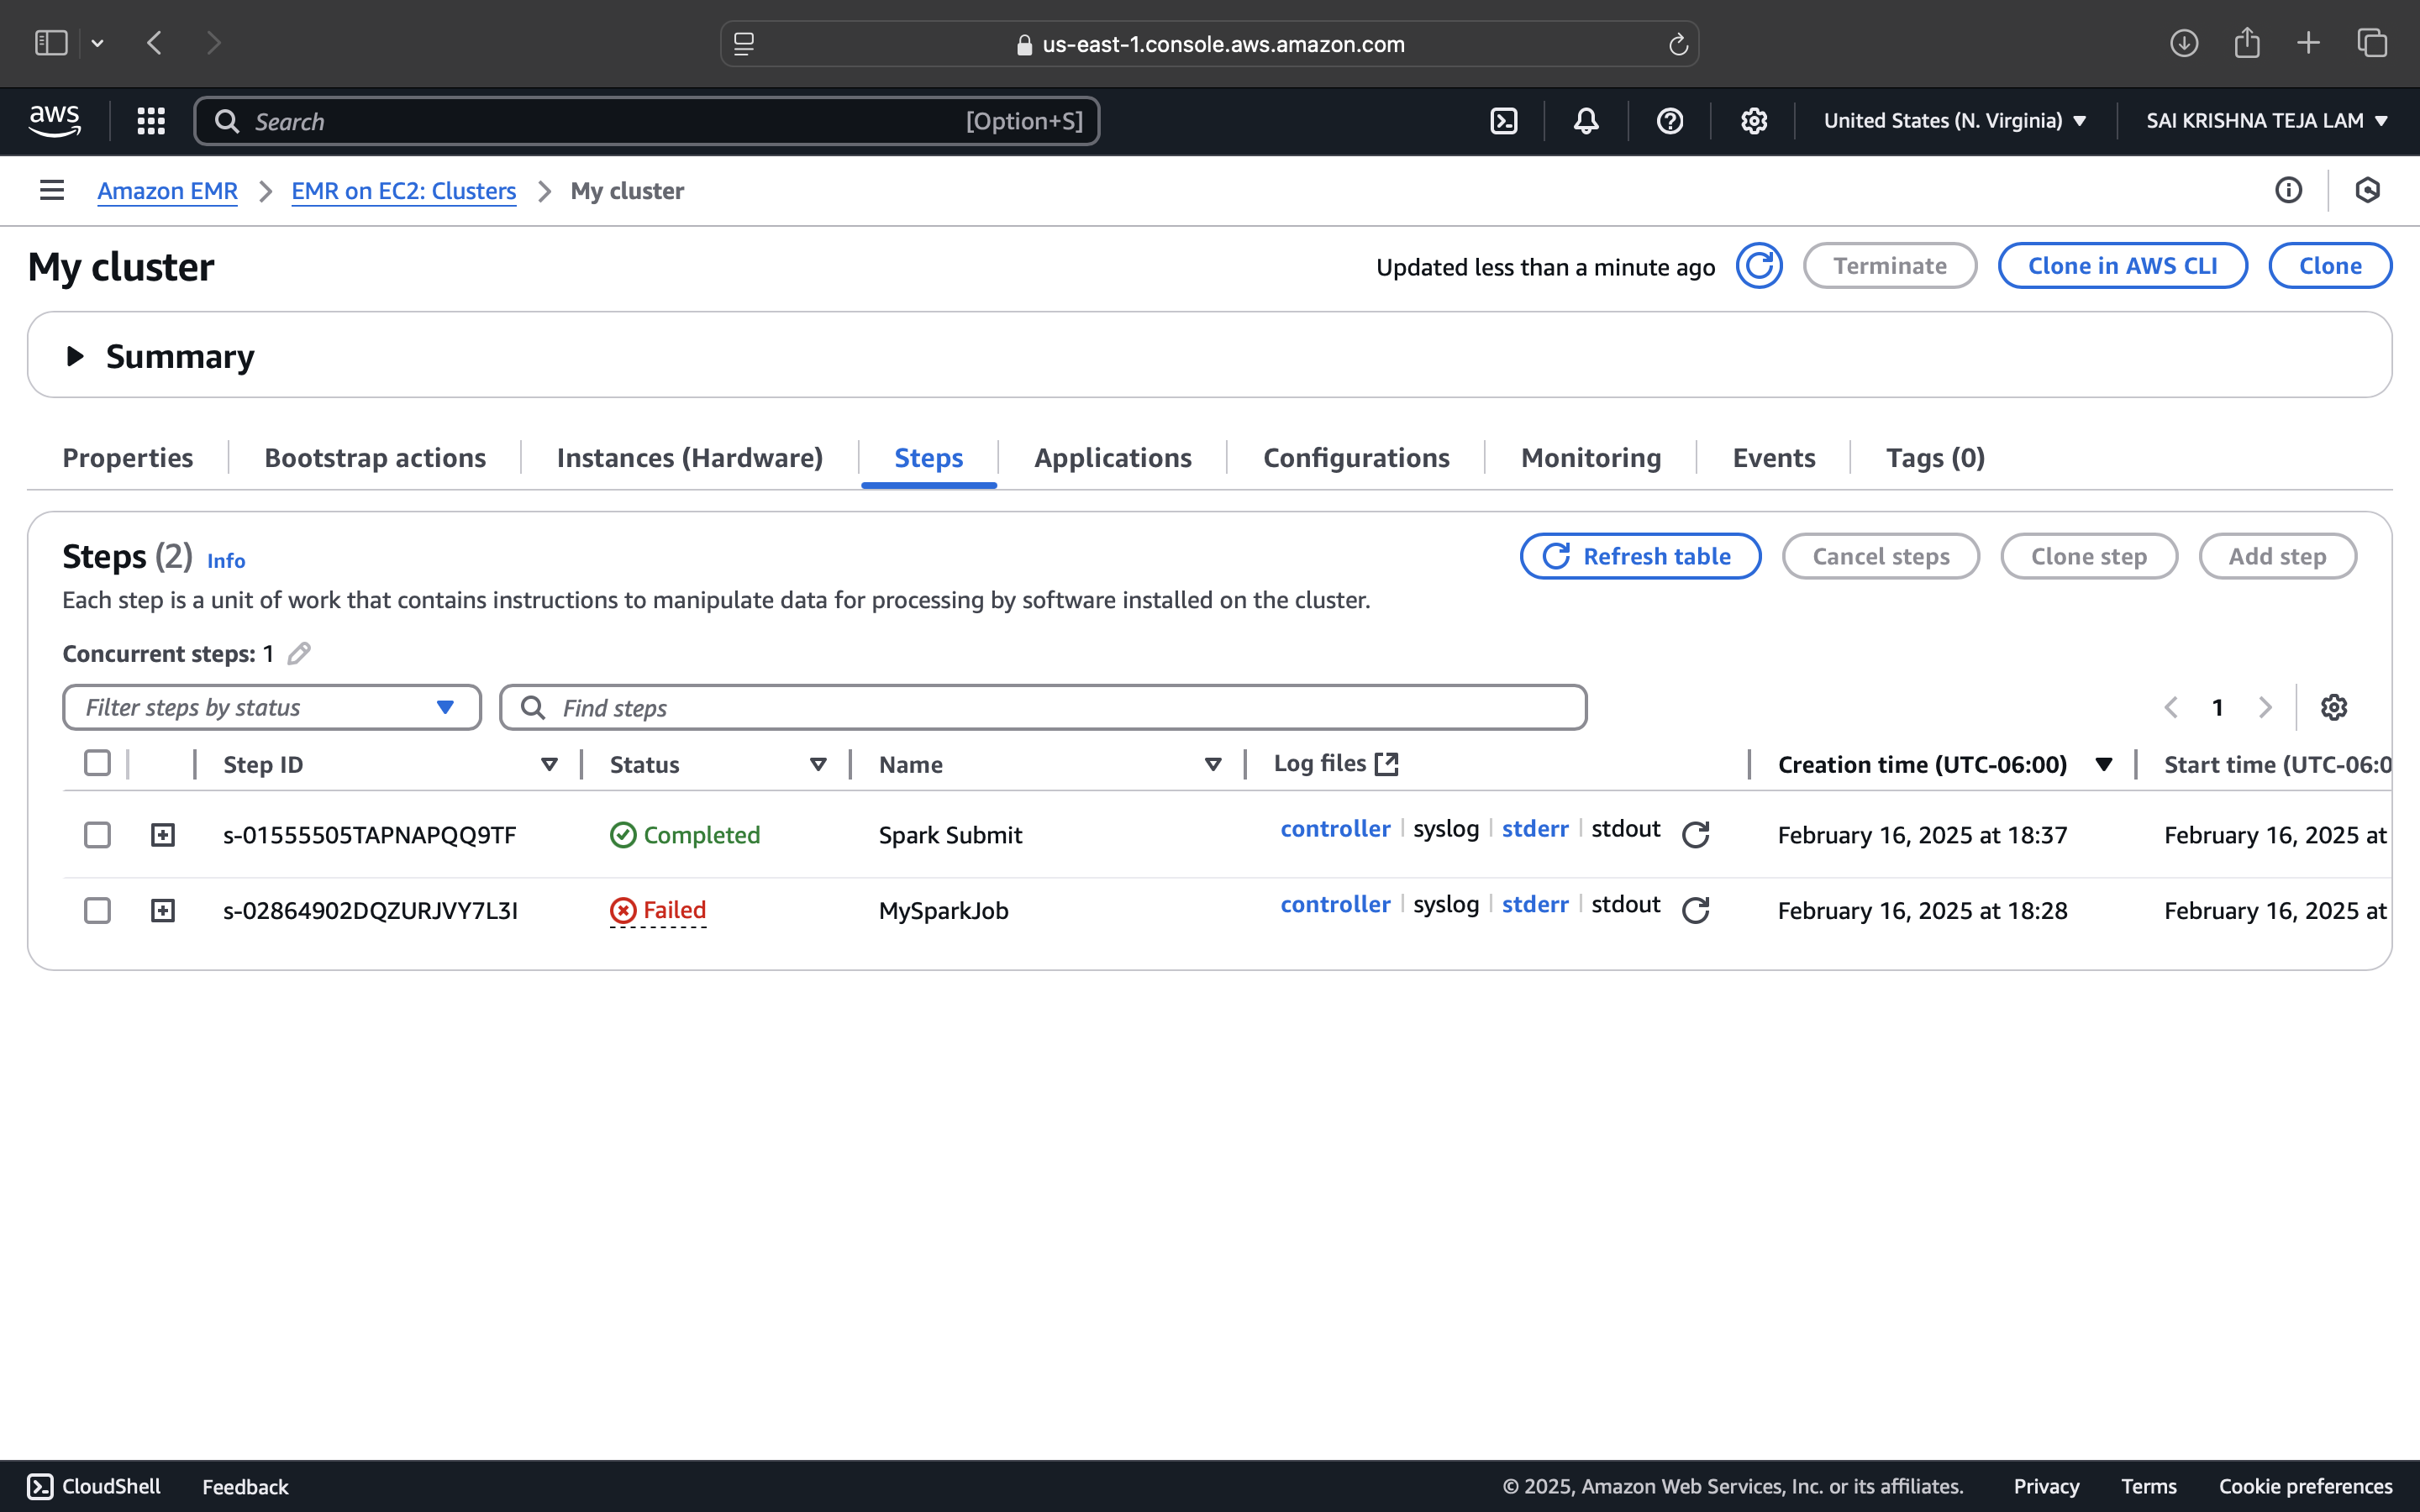 us-east-1.console.aws.amazon.com
aws
Search [Option+S]
United States (N. Virginia)
SAI KRISHNA TEJA LAM
Amazon EMR
EMR on EC2: Clusters
My cluster
My cluster
Updated less than a minute ago
Terminate
Clone in AWS CLI
Clone
Summary
Properties
Bootstrap actions
Instances (Hardware)
Steps
Applications
Configurations
Monitoring
Events
Tags (0)
Steps (2) Info
Refresh table
Cancel steps
Clone step
Add step
Each step is a unit of work that contains instructions to manipulate data for processing by software installed on the cluster.
Concurrent steps: 1
Filter steps by status
Find steps
1
Step ID Status Name Log files Creation time (UTC-06:00) Start time (UTC-06:0
s-01555505TAPNAPQQ9TF Completed Spark Submit controller syslog stderr stdout February 16, 2025 at 18:37 February 16, 2025 at
s-02864902DQZURJVY7L3I Failed MySparkJob controller syslog stderr stdout February 16, 2025 at 18:28 February 16, 2025 at
CloudShell
Feedback
© 2025, Amazon Web Services, Inc. or its affiliates.
Privacy
Terms
Cookie preferences